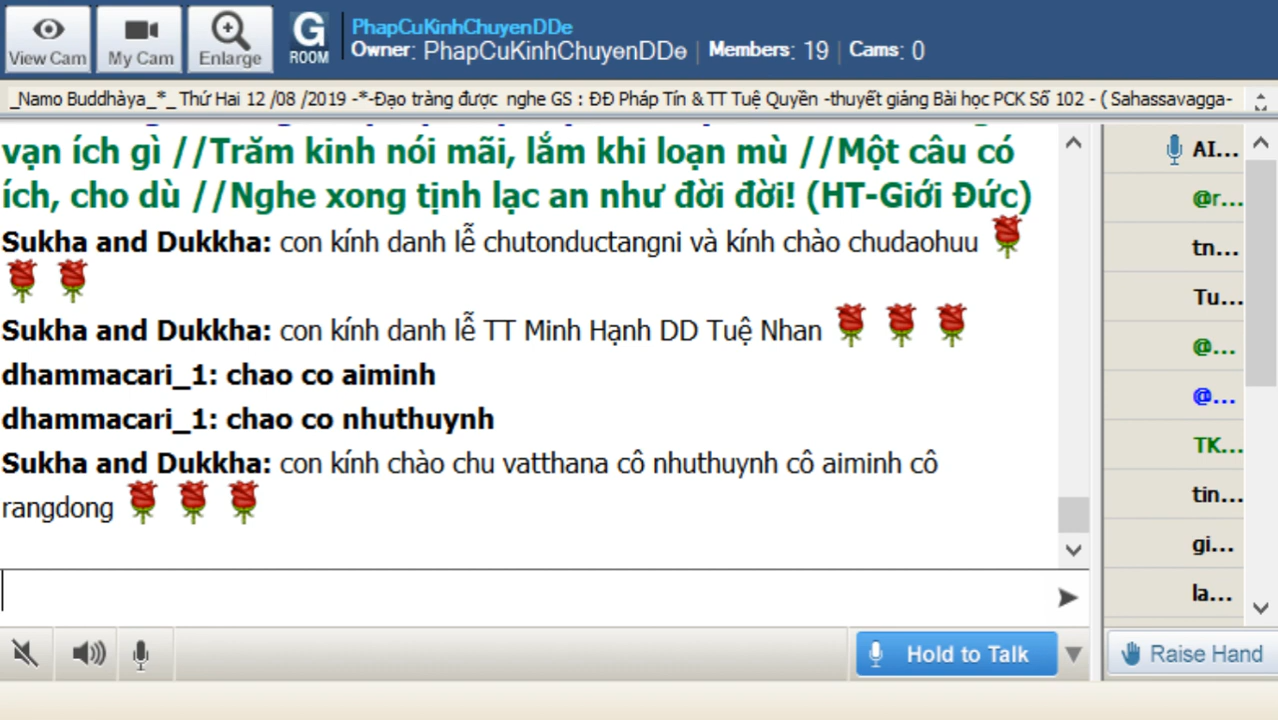 View Cam
My Cam
Enlarge
G
ROOM
PhapCuKinhChuyenDDe
Owner: PhapCuKinhChuyenDDe | Members: 19 | Cams: 0
_Namo Buddhàya_*_ Thứ Hai 12 /08 /2019 -*-Đạo tràng được nghe GS : ĐĐ Pháp Tín & TT Tuệ Quyền -thuyết giảng Bài học PCK Số 102 - ( Sahassavagga-
vạn ích gì //Trăm kinh nói mãi, lắm khi loạn mù //Một câu có
ích, cho dù //Nghe xong tịnh lạc an như đời đời! (HT-Giới Đức)
Sukha and Dukkha: con kính danh lễ chutonductangni và kính chào chudaohuu
Sukha and Dukkha: con kính danh lễ TT Minh Hạnh DD Tuệ Nhan
dhammacari_1: chao co aiminh
dhammacari_1: chao co nhuthuynh
Sukha and Dukkha: con kính chào chu vatthana cô nhuthuynh cô aiminh cô
rangdong
AI...
@r...
tn...
Tu...
@...
@...
TK...
tin...
gi...
la...
Hold to Talk
Raise Hand